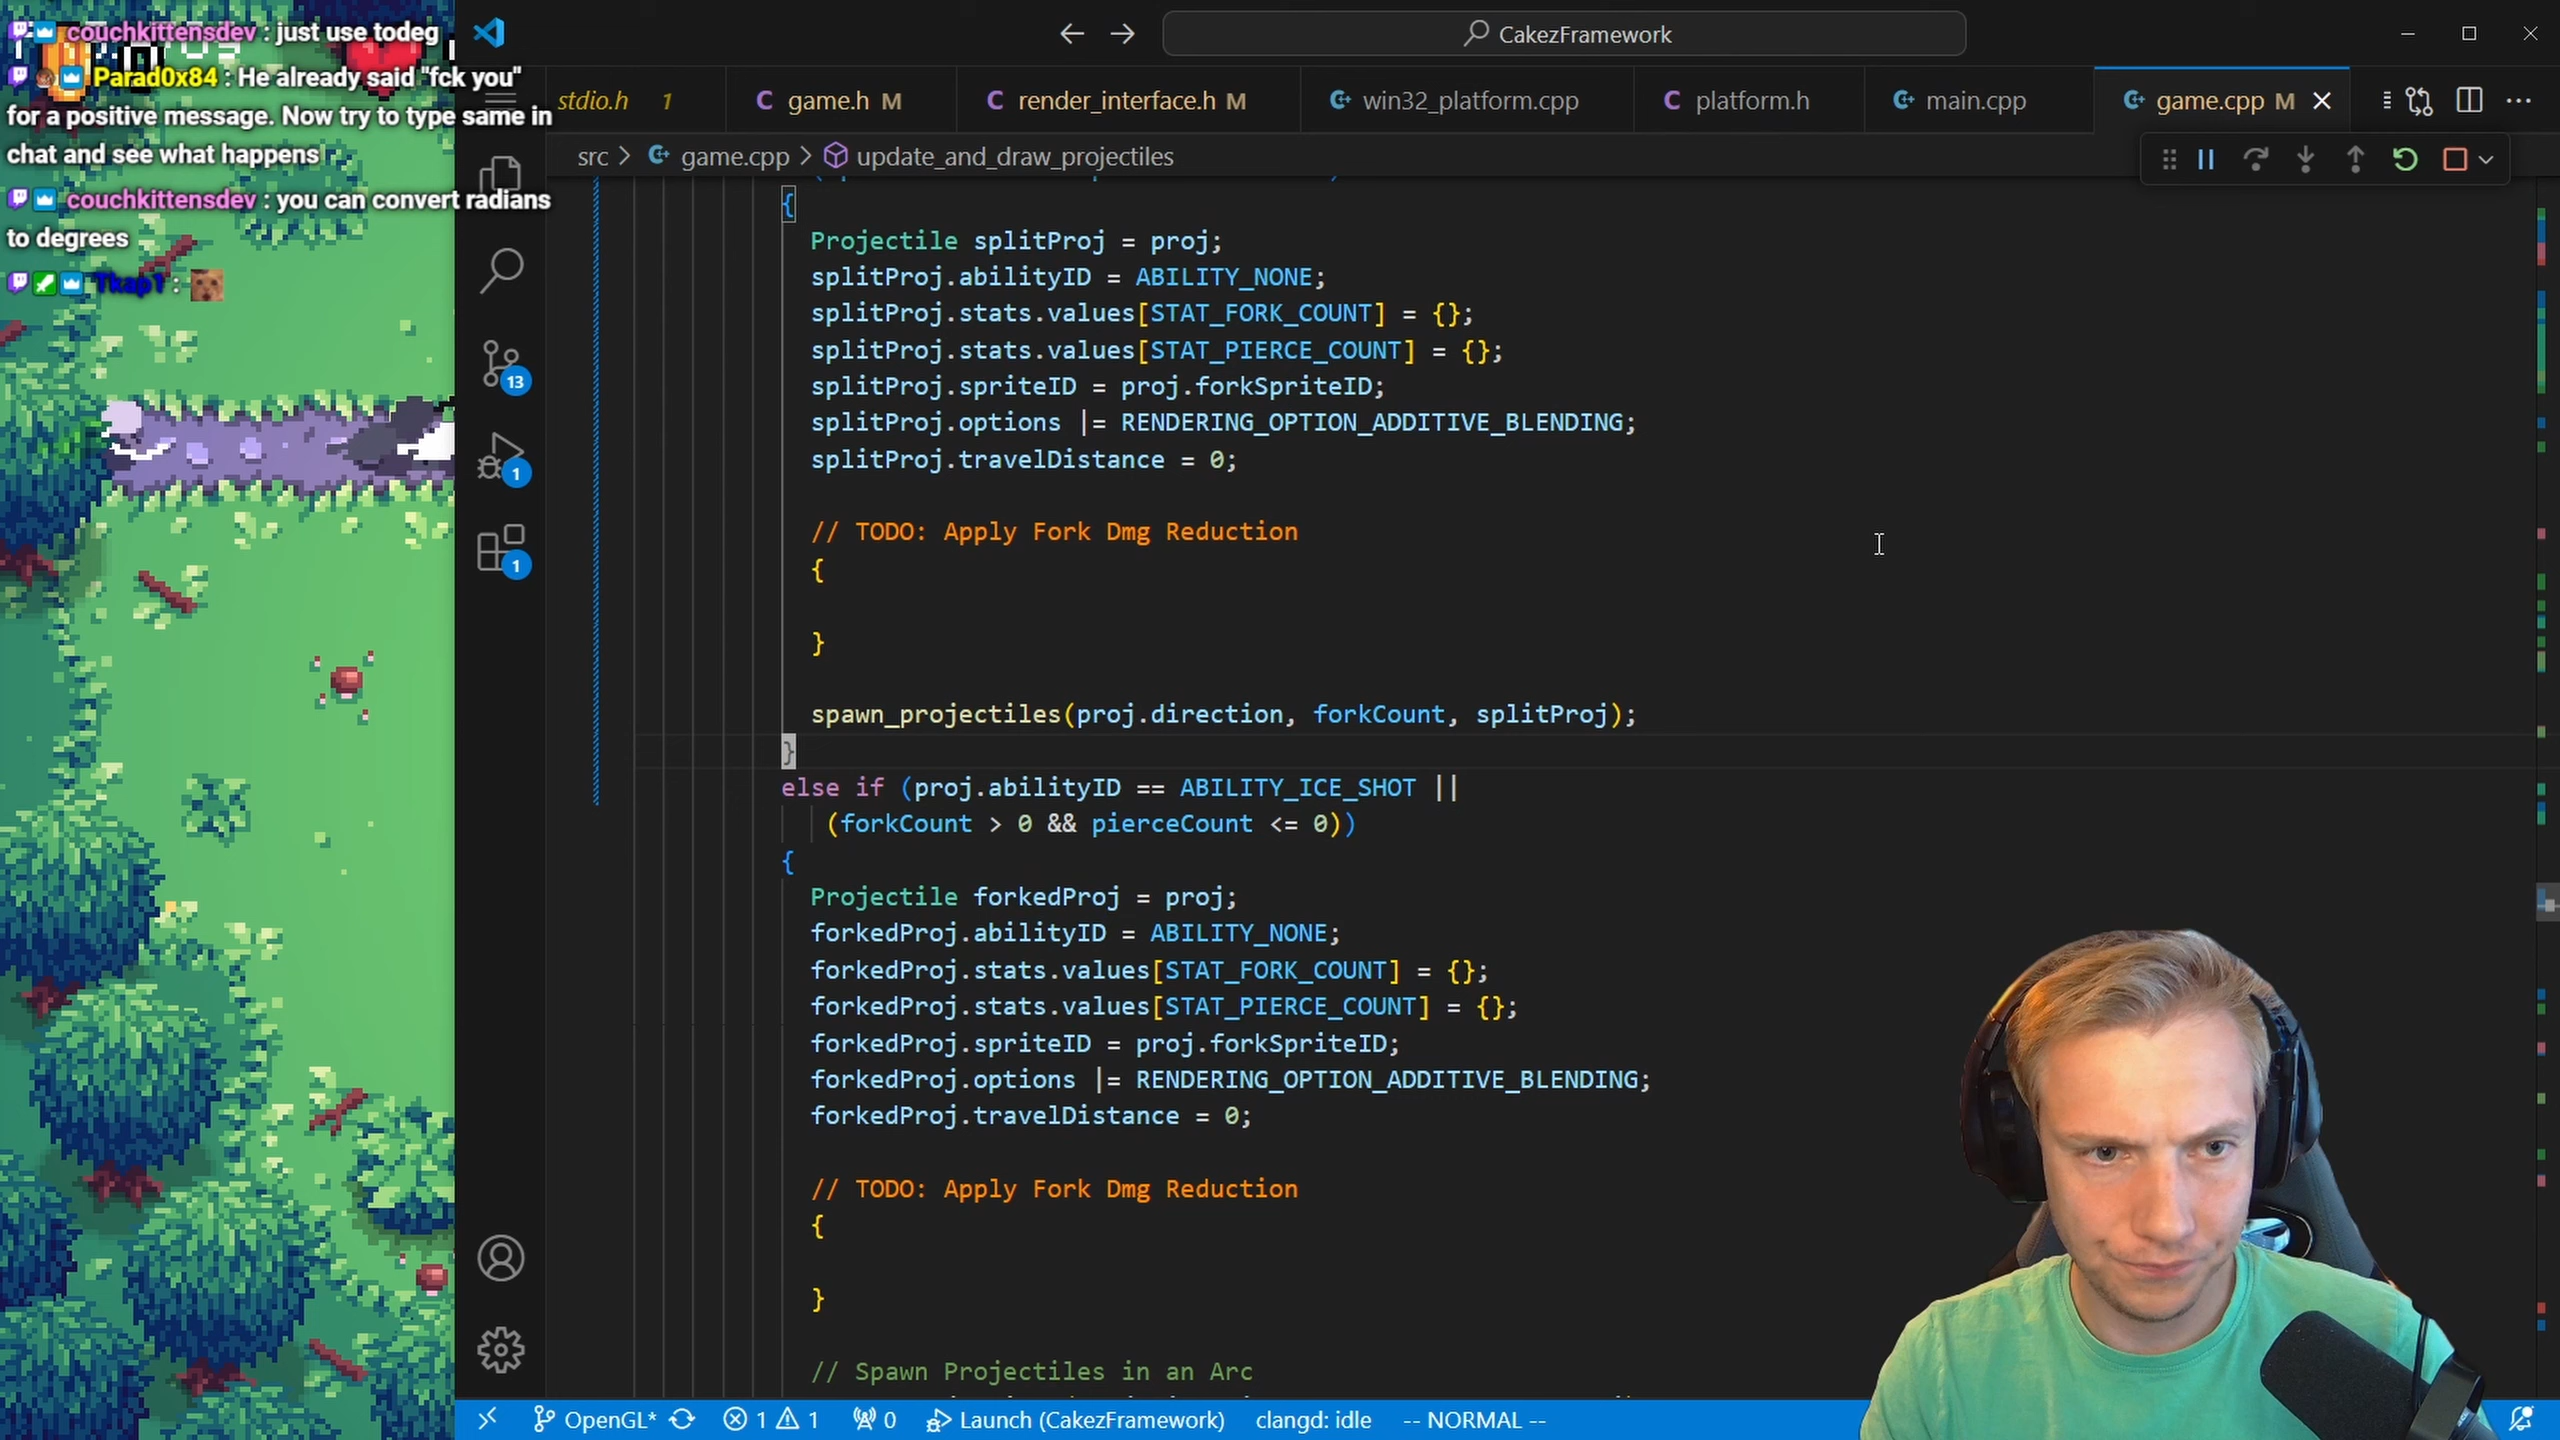 couchkittensdev : just use todeg
Parad0x84 : He already said "fck you"
for a positive message. Now try to type same in
chat and see what happens
couchkittensdev : you can convert radians
to degrees
Tkap1 :
CakezFramework
stdio.h 1
game.h M
render_interface.h M
win32_platform.cpp
platform.h
main.cpp
game.cpp M
src > game.cpp > update_and_draw_projectiles
13
1
1
{
Projectile splitProj = proj;
splitProj.abilityID = ABILITY_NONE;
splitProj.stats.values[STAT_FORK_COUNT] = {};
splitProj.stats.values[STAT_PIERCE_COUNT] = {};
splitProj.spriteID = proj.forkSpriteID;
splitProj.options |= RENDERING_OPTION_ADDITIVE_BLENDING;
splitProj.travelDistance = 0;
// TODO: Apply Fork Dmg Reduction
{
}
spawn_projectiles(proj.direction, forkCount, splitProj);
}
else if (proj.abilityID == ABILITY_ICE_SHOT ||
(forkCount > 0 && pierceCount <= 0))
{
Projectile forkedProj = proj;
forkedProj.abilityID = ABILITY_NONE;
forkedProj.stats.values[STAT_FORK_COUNT] = {};
forkedProj.stats.values[STAT_PIERCE_COUNT] = {};
forkedProj.spriteID = proj.forkSpriteID;
forkedProj.options |= RENDERING_OPTION_ADDITIVE_BLENDING;
forkedProj.travelDistance = 0;
// TODO: Apply Fork Dmg Reduction
{
}
// Spawn Projectiles in an Arc
OpenGL* 1 1 0 Launch (CakezFramework) clangd: idle -- NORMAL --